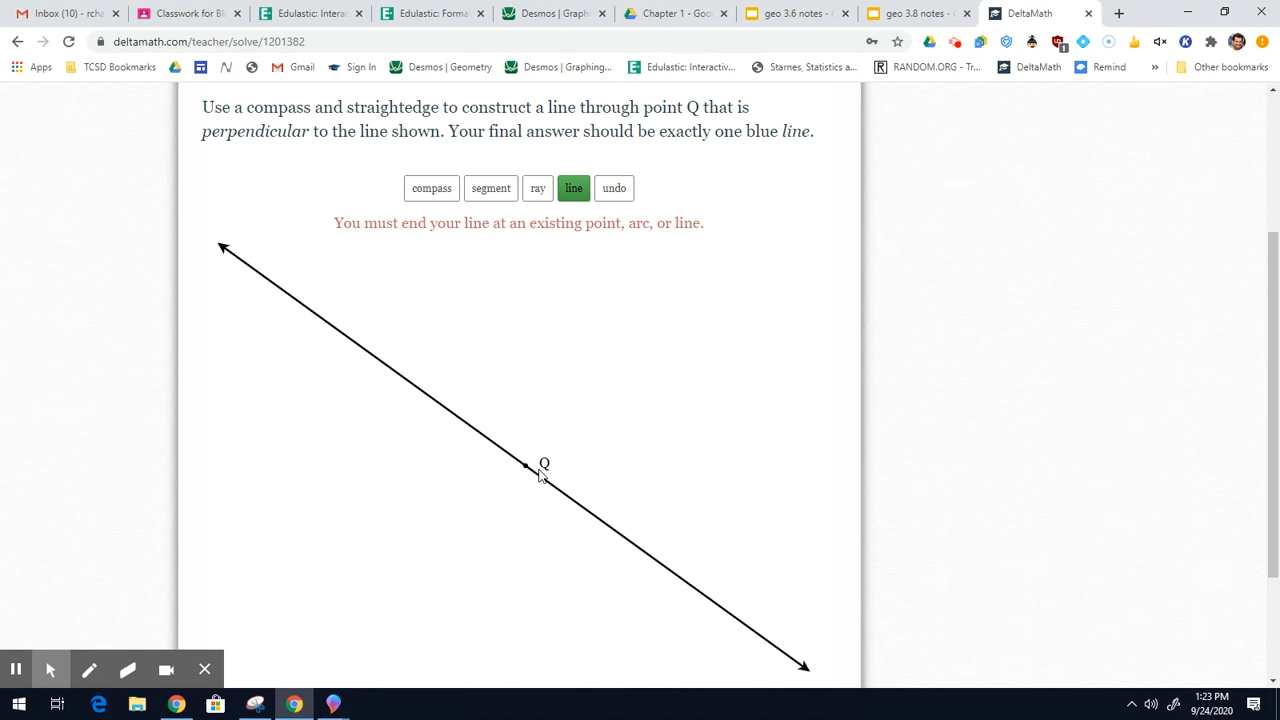 Inbox (10) - rcha
Classwork for Bl
Edulastic: Interac
Edulastic: Format
Desmos | Graphin
Chapter 1 - Goo
geo 3.6 notes - G
geo 3.8 notes - G
DeltaMath
deltamath.com/teacher/solve/1201382
Apps
TCSD Bookmarks
Gmail
Sign In
Desmos | Geometry
Desmos | Graphing...
Edulastic: Interactiv...
Starnes, Statistics a...
RANDOM.ORG - Tr...
DeltaMath
Remind
»
Other bookmarks
Use a compass and straightedge to construct a line through point Q that is
perpendicular to the line shown. Your final answer should be exactly one blue line.
compass
segment
ray
line
undo
You must end your line at an existing point, arc, or line.
Q
1:23 PM
9/24/2020